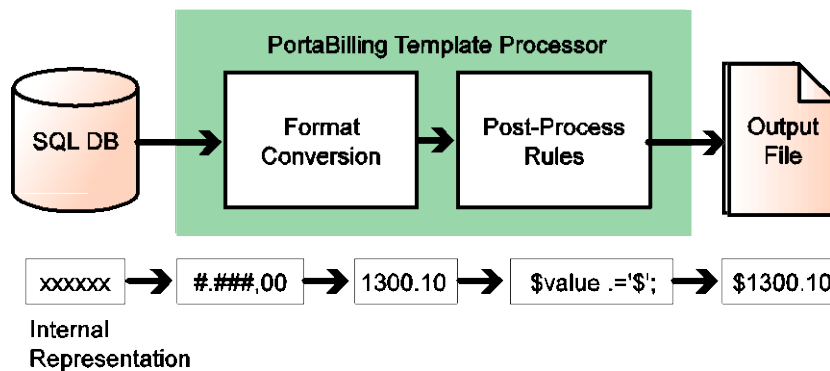 PortaBilling Template Processor
SQL DB
Format
Conversion
Post-Process
Rules
Output
File
xxxxxx
#.###,00
1300.10
$value .='$';
$1300.10
Internal
Representation